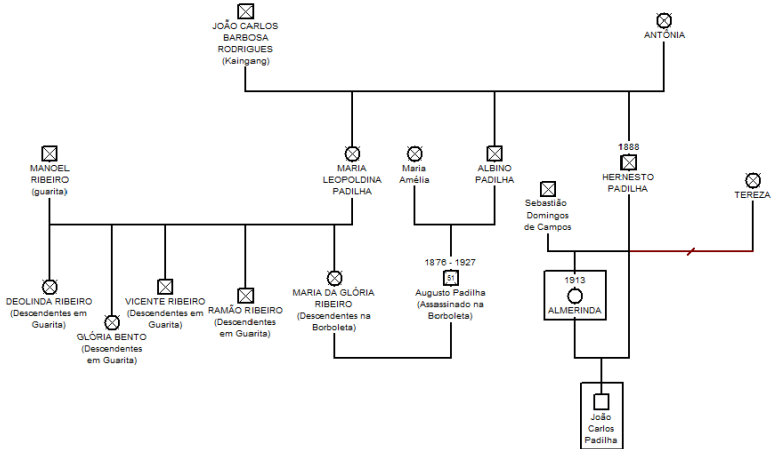 JOÃO CARLOS
BARBOSA
RODRIGUES
(Kaingang)
ANTÔNIA
MANOEL
RIBEIRO
(guarita)
MARIA
LEOPOLDINA
PADILHA
Maria
Amélia
ALBINO
PADILHA
1888
HERNESTO
PADILHA
Sebastião
Domingos
de Campos
TEREZA
DEOLINDA RIBEIRO
(Descendentes em
Guarita)
GLÓRIA BENTO
(Descendentes
em Guarita)
VICENTE RIBEIRO
(Descendentes em
Guarita)
RAMÃO RIBEIRO
(Descendentes
em Guarita)
MARIA DA GLÓRIA
RIBEIRO
(Descendentes na
Borboleta)
1876 - 1927
51
Augusto Padilha
(Assassinado na
Borboleta)
1913
ALMERINDA
João
Carlos
Padilha